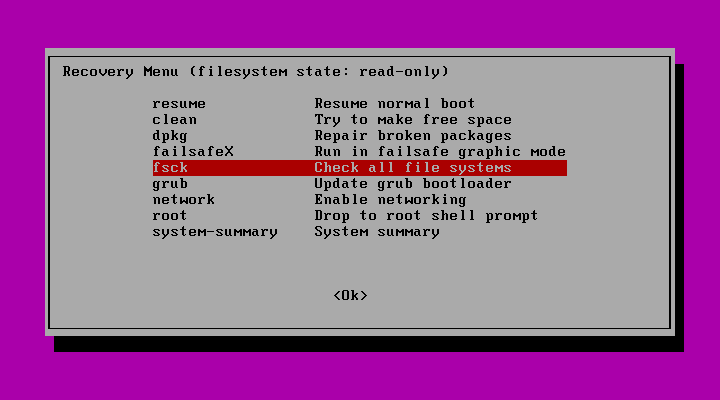 Recovery Menu (filesystem state: read-only)
resume Resume normal boot
clean Try to make free space
dpkg Repair broken packages
failsafeX Run in failsafe graphic mode
fsck Check all file systems
grub Update grub bootloader
network Enable networking
root Drop to root shell prompt
system-summary System summary
<Ok>